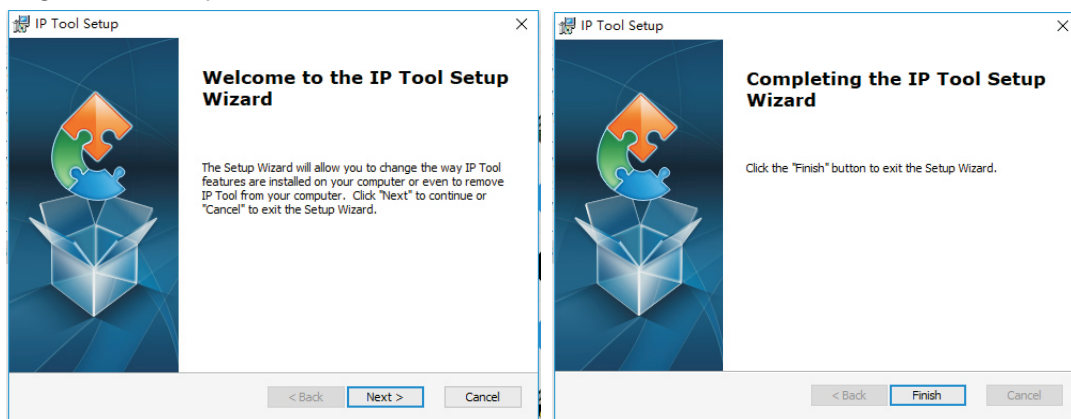 IP Tool Setup
Welcome to the IP Tool Setup
Wizard
The Setup Wizard will allow you to change the way IP Tool
features are installed on your computer or even to remove
IP Tool from your computer. Click "Next" to continue or
"Cancel" to exit the Setup Wizard.
< Back
Next >
Cancel
IP Tool Setup
Completing the IP Tool Setup
Wizard
Click the "Finish" button to exit the Setup Wizard.
< Back
Finish
Cancel